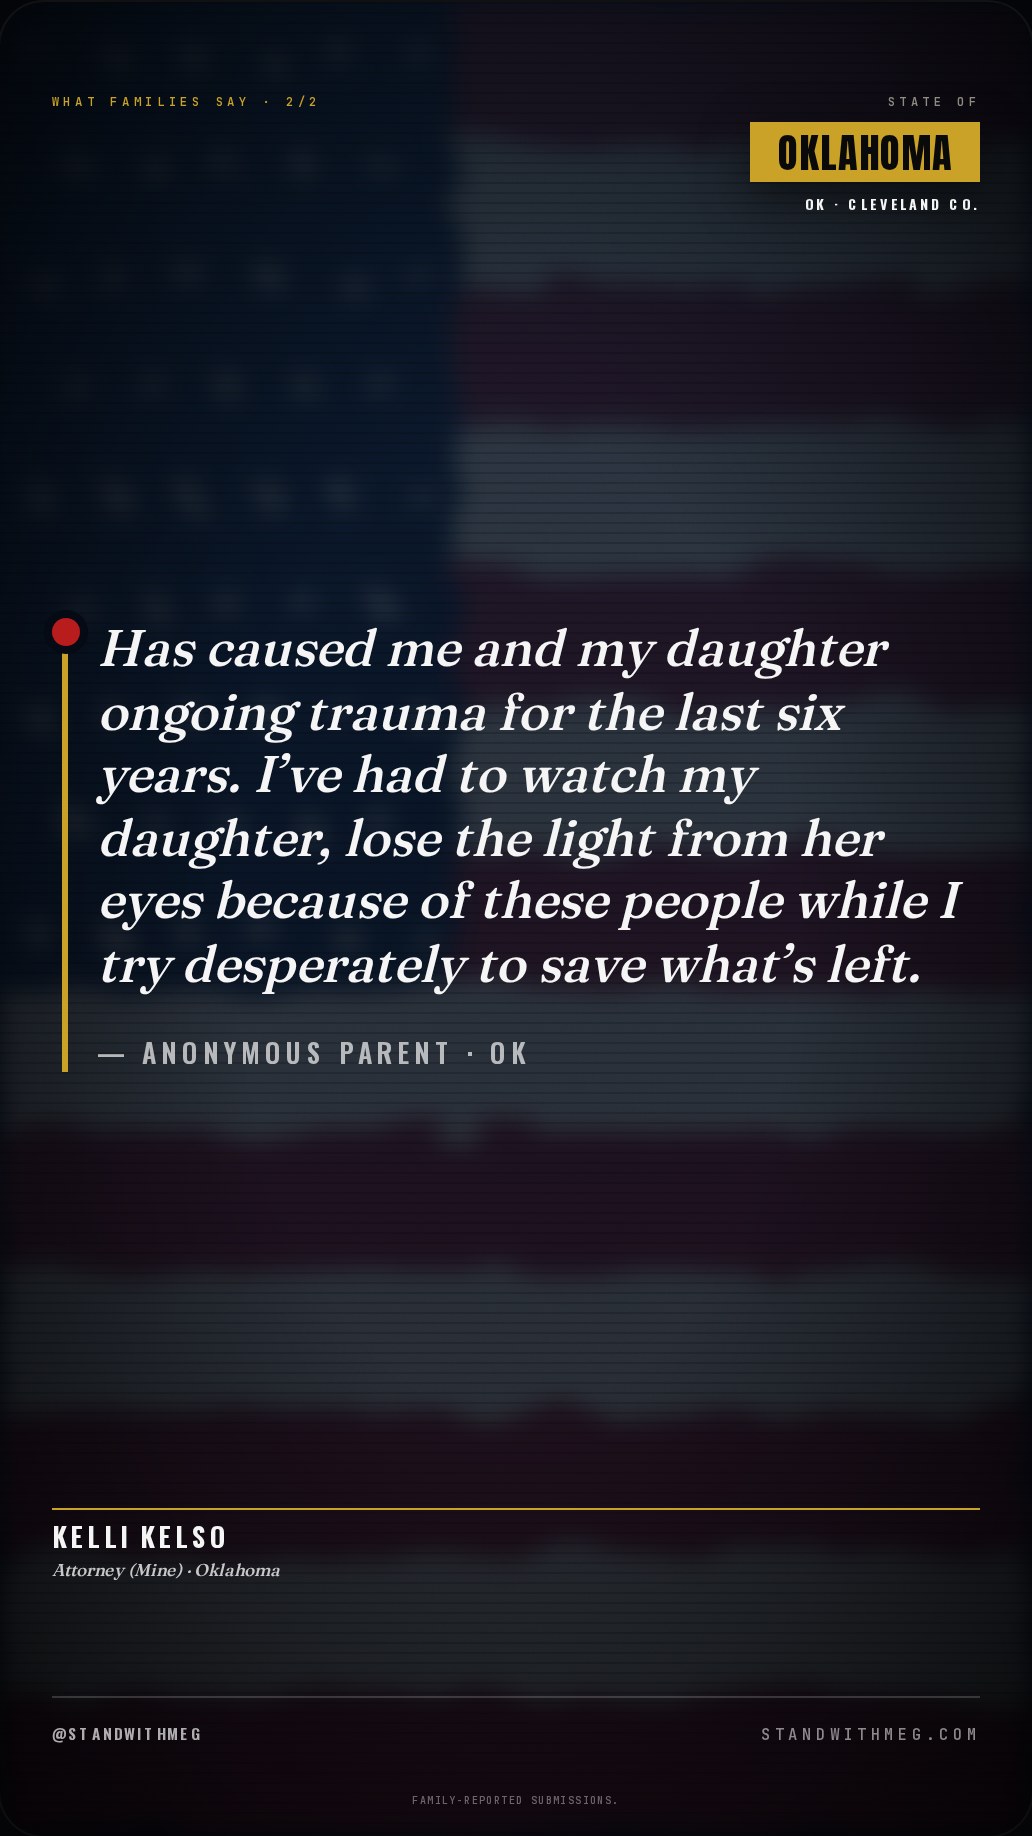 WHAT FAMILIES SAY · 2/2
STATE OF
OKLAHOMA
OK · CLEVELAND CO.
Has caused me and my daughter
ongoing trauma for the last six
years. I’ve had to watch my
daughter, lose the light from her
eyes because of these people while I
try desperately to save what’s left.
— ANONYMOUS PARENT · OK
KELLI KELSO
Attorney (Mine) · Oklahoma
@STANDWITHMEG
STANDWITHMEG.COM
FAMILY-REPORTED SUBMISSIONS.